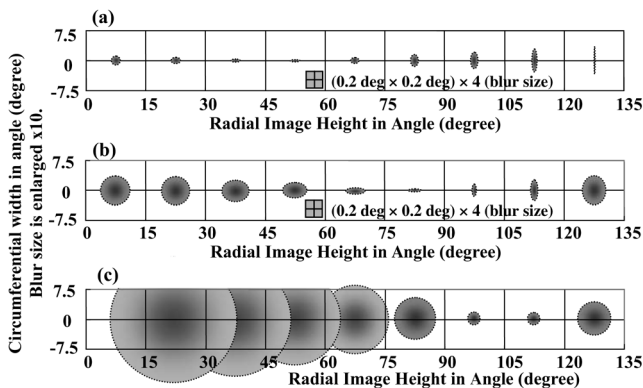 Circumferential width in angle (degree)
Blur size is enlarged x10.
(a)
7.5
0
-7.5
(0.2 deg × 0.2 deg) × 4 (blur size)
0 15 30 45 60 75 90 105 120 135
Radial Image Height in Angle (degree)
(b)
7.5
0
-7.5
(0.2 deg × 0.2 deg) × 4 (blur size)
0 15 30 45 60 75 90 105 120 135
Radial Image Height in Angle (degree)
(c)
7.5
0
-7.5
0 15 30 45 60 75 90 105 120 135
Radial Image Height in Angle (degree)